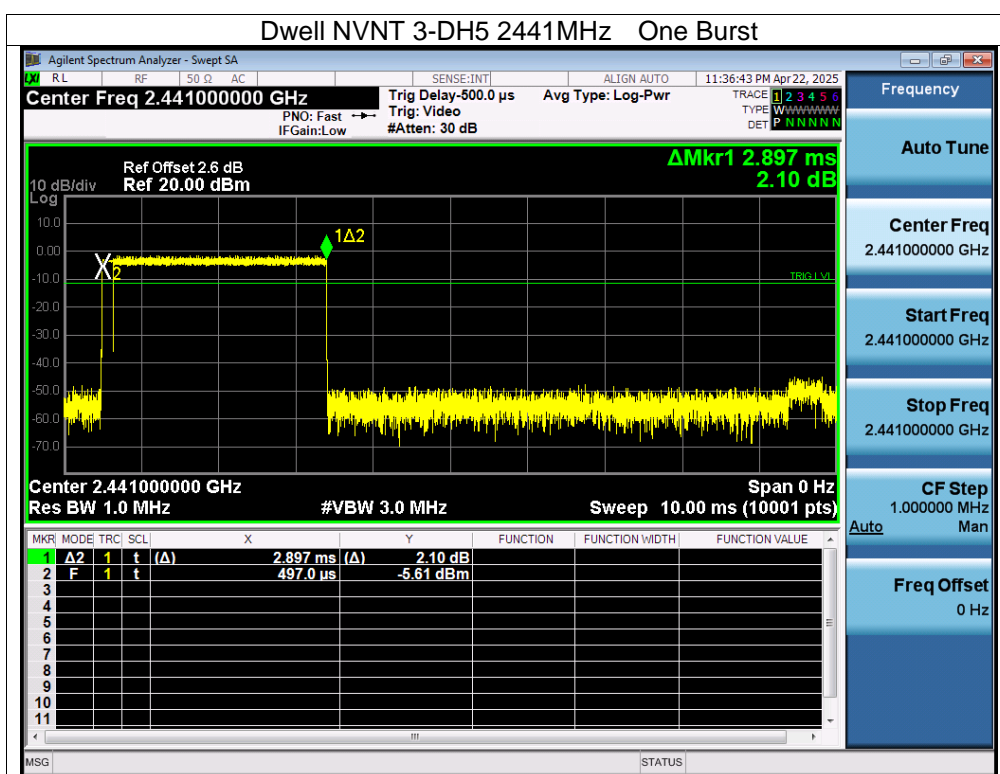 Dwell NVNT 3-DH5 2441MHz One Burst
Agilent Spectrum Analyzer - Swept SA
LXI RL RF 50 Ω AC SENSE:INT ALIGN AUTO 11:36:43 PM Apr 22, 2025
Center Freq 2.441000000 GHz Trig Delay-500.0 µs Avg Type: Log-Pwr TRACE 1 2 3 4 5 6
PNO: Fast Trig: Video TYPE WWWWWWW
IFGain:Low #Atten: 30 dB DET P N N N N N
Frequency
Auto Tune
Center Freq
2.441000000 GHz
Start Freq
2.441000000 GHz
Stop Freq
2.441000000 GHz
CF Step
1.000000 MHz
Auto Man
Freq Offset
0 Hz
ΔMkr1 2.897 ms
2.10 dB
Ref Offset 2.6 dB
10 dB/div Ref 20.00 dBm
Log
10.0
0.00
-10.0
-20.0
-30.0
-40.0
-50.0
-60.0
-70.0
1Δ2
X2
TRIG LVL
Center 2.441000000 GHz Span 0 Hz
Res BW 1.0 MHz #VBW 3.0 MHz Sweep 10.00 ms (10001 pts)
MKR MODE TRC SCL X Y FUNCTION FUNCTION WIDTH FUNCTION VALUE
1 Δ2 1 t (Δ) 2.897 ms (Δ) 2.10 dB
2 F 1 t 497.0 µs -5.61 dBm
3
4
5
6
7
8
9
10
11
MSG STATUS